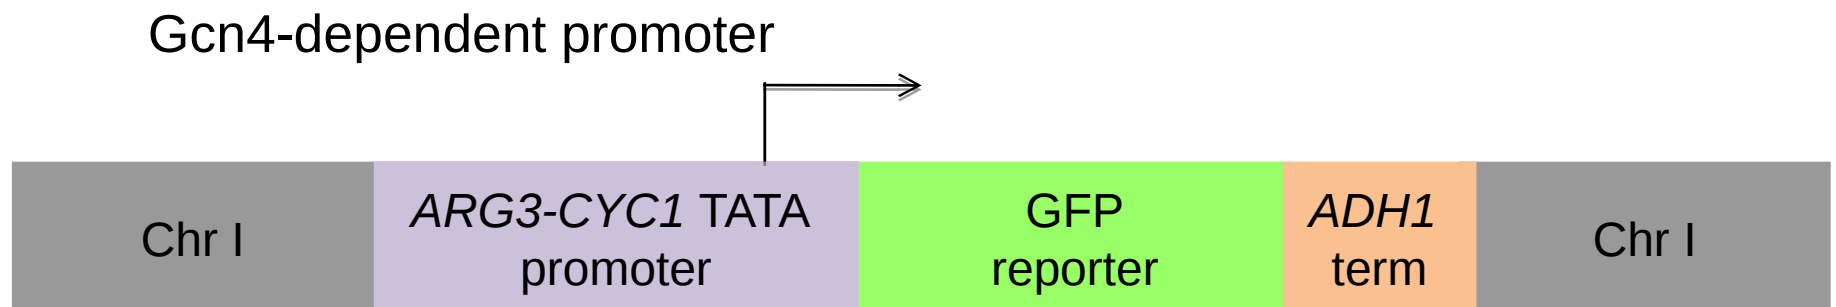 Gcn4-dependent promoter
Chr I
ARG3-CYC1 TATA
promoter
GFP
reporter
ADH1
term
Chr I